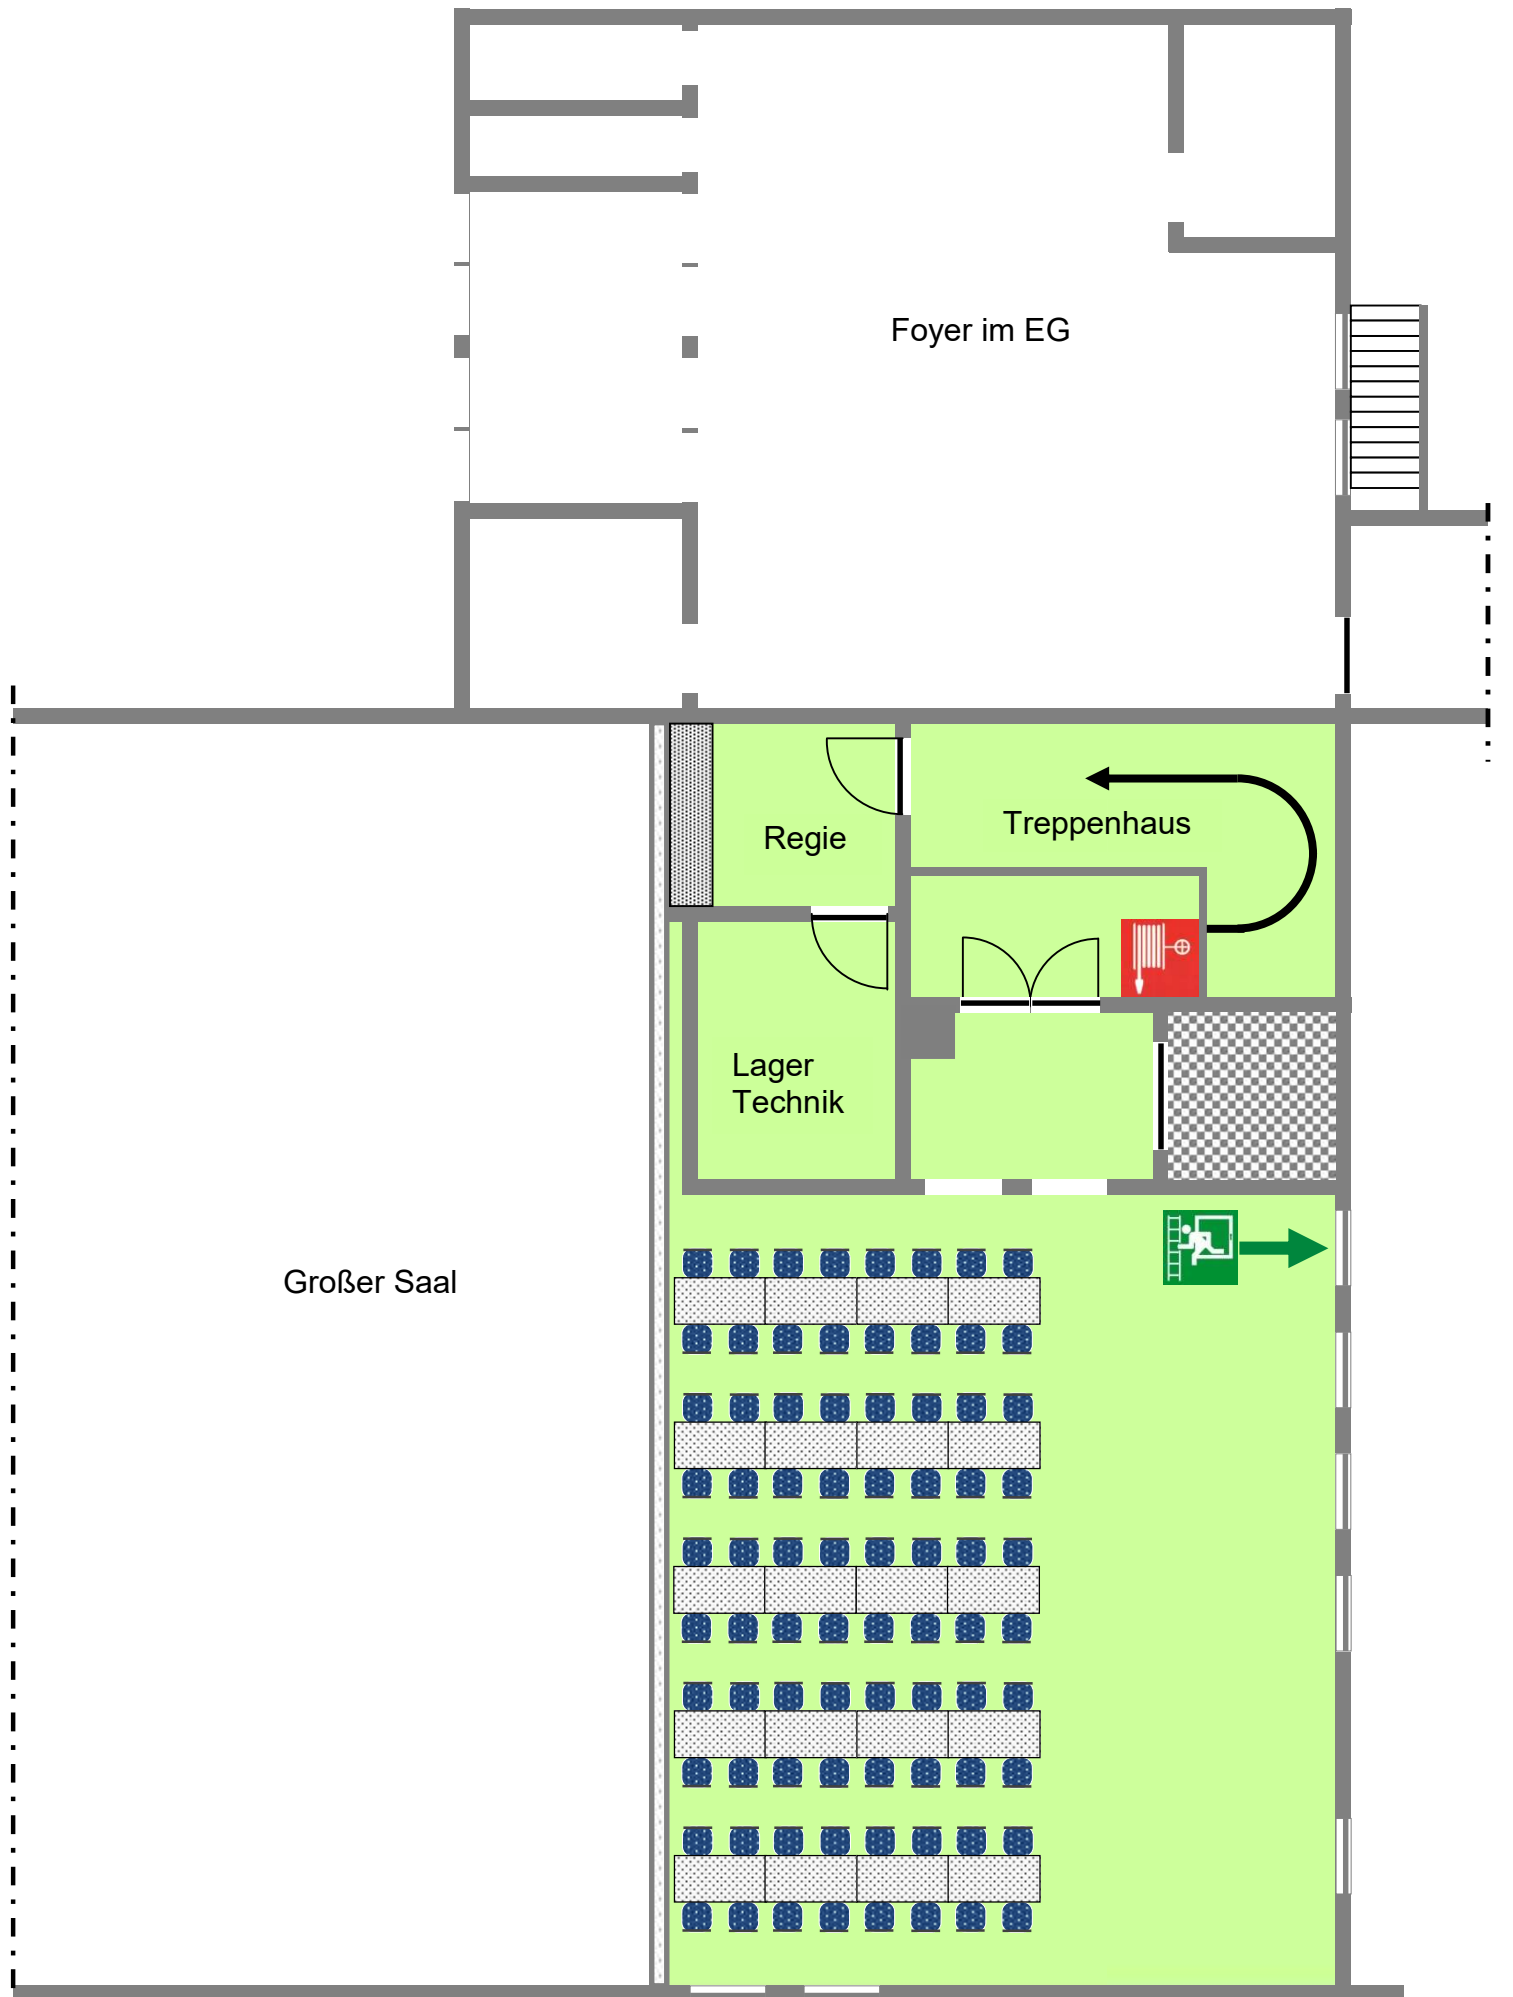 Foyer im EG
Treppenhaus
Regie
Lager
Technik
Großer Saal